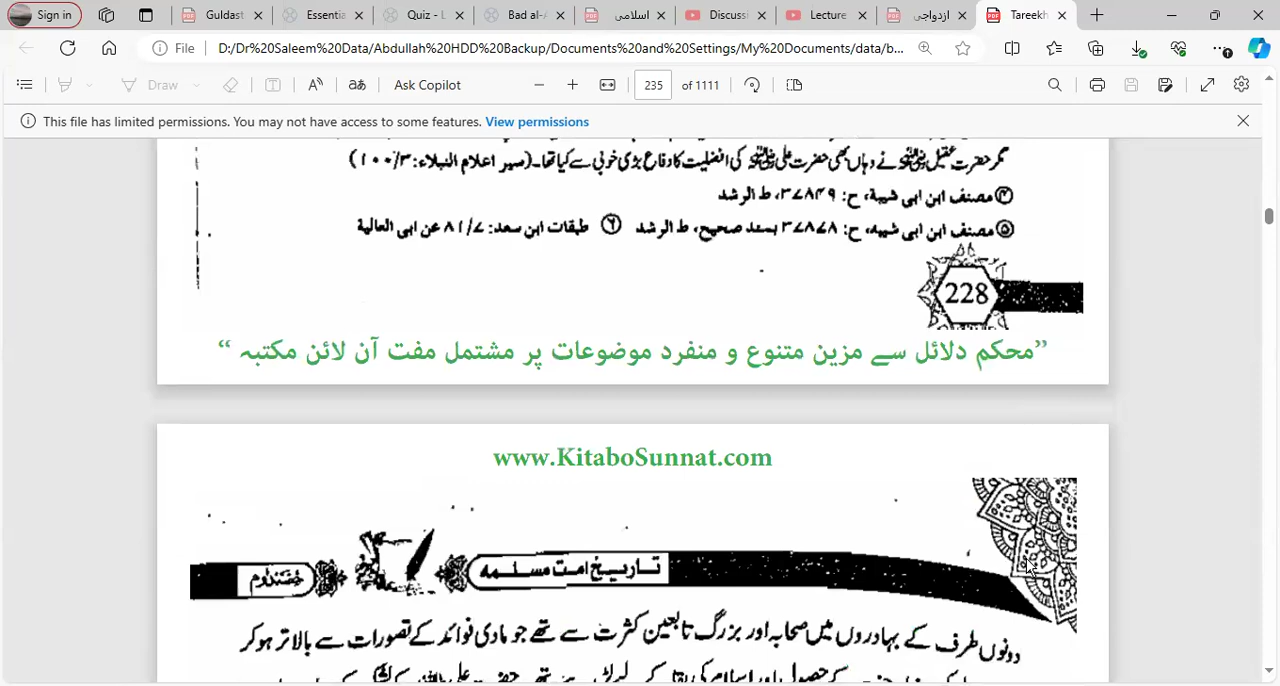 Sign in
Guldast
Essentia
Quiz - L
Bad al-A
اسلامی
Discussi
Lecture
ازدواجی
Tareekh
File
D:/Dr%20Saleem%20Data/Abdullah%20HDD%20Backup/Documents%20and%20Settings/My%20Documents/data/b...
Draw
Ask Copilot
235 of 1111
This file has limited permissions. You may not have access to some features. View permissions
مگر حضرت عقیل رضی اللہ عنہ نے وہاں بھی حضرت علی رضی اللہ عنہ کی افضلیت کا دفاع بڑی خوبی سے کیا تھا۔ (سیر اعلام النبلاء: ۱۰۰/۳)
④ مصنف ابن ابی شیبة، ح: ۳۷۸۴۹، ط الرشد
⑤ مصنف ابن ابی شیبه، ح: ۳۷۸۷۸ بسند صحیح، ط الرشد ⑥ طبقات ابن سعد: ۸۱/۷ عن ابی العالیة
228
”محکم دلائل سے مزین متنوع و منفرد موضوعات پر مشتمل مفت آن لائن مکتبہ“
www.KitaboSunnat.com
تاریخ امت مسلمہ
دونوں طرف کے بہادروں میں صحابہ اور بزرگ تابعین کثرت سے تھے جو مادی فوائد کے تصورات سے بالاتر ہو کر